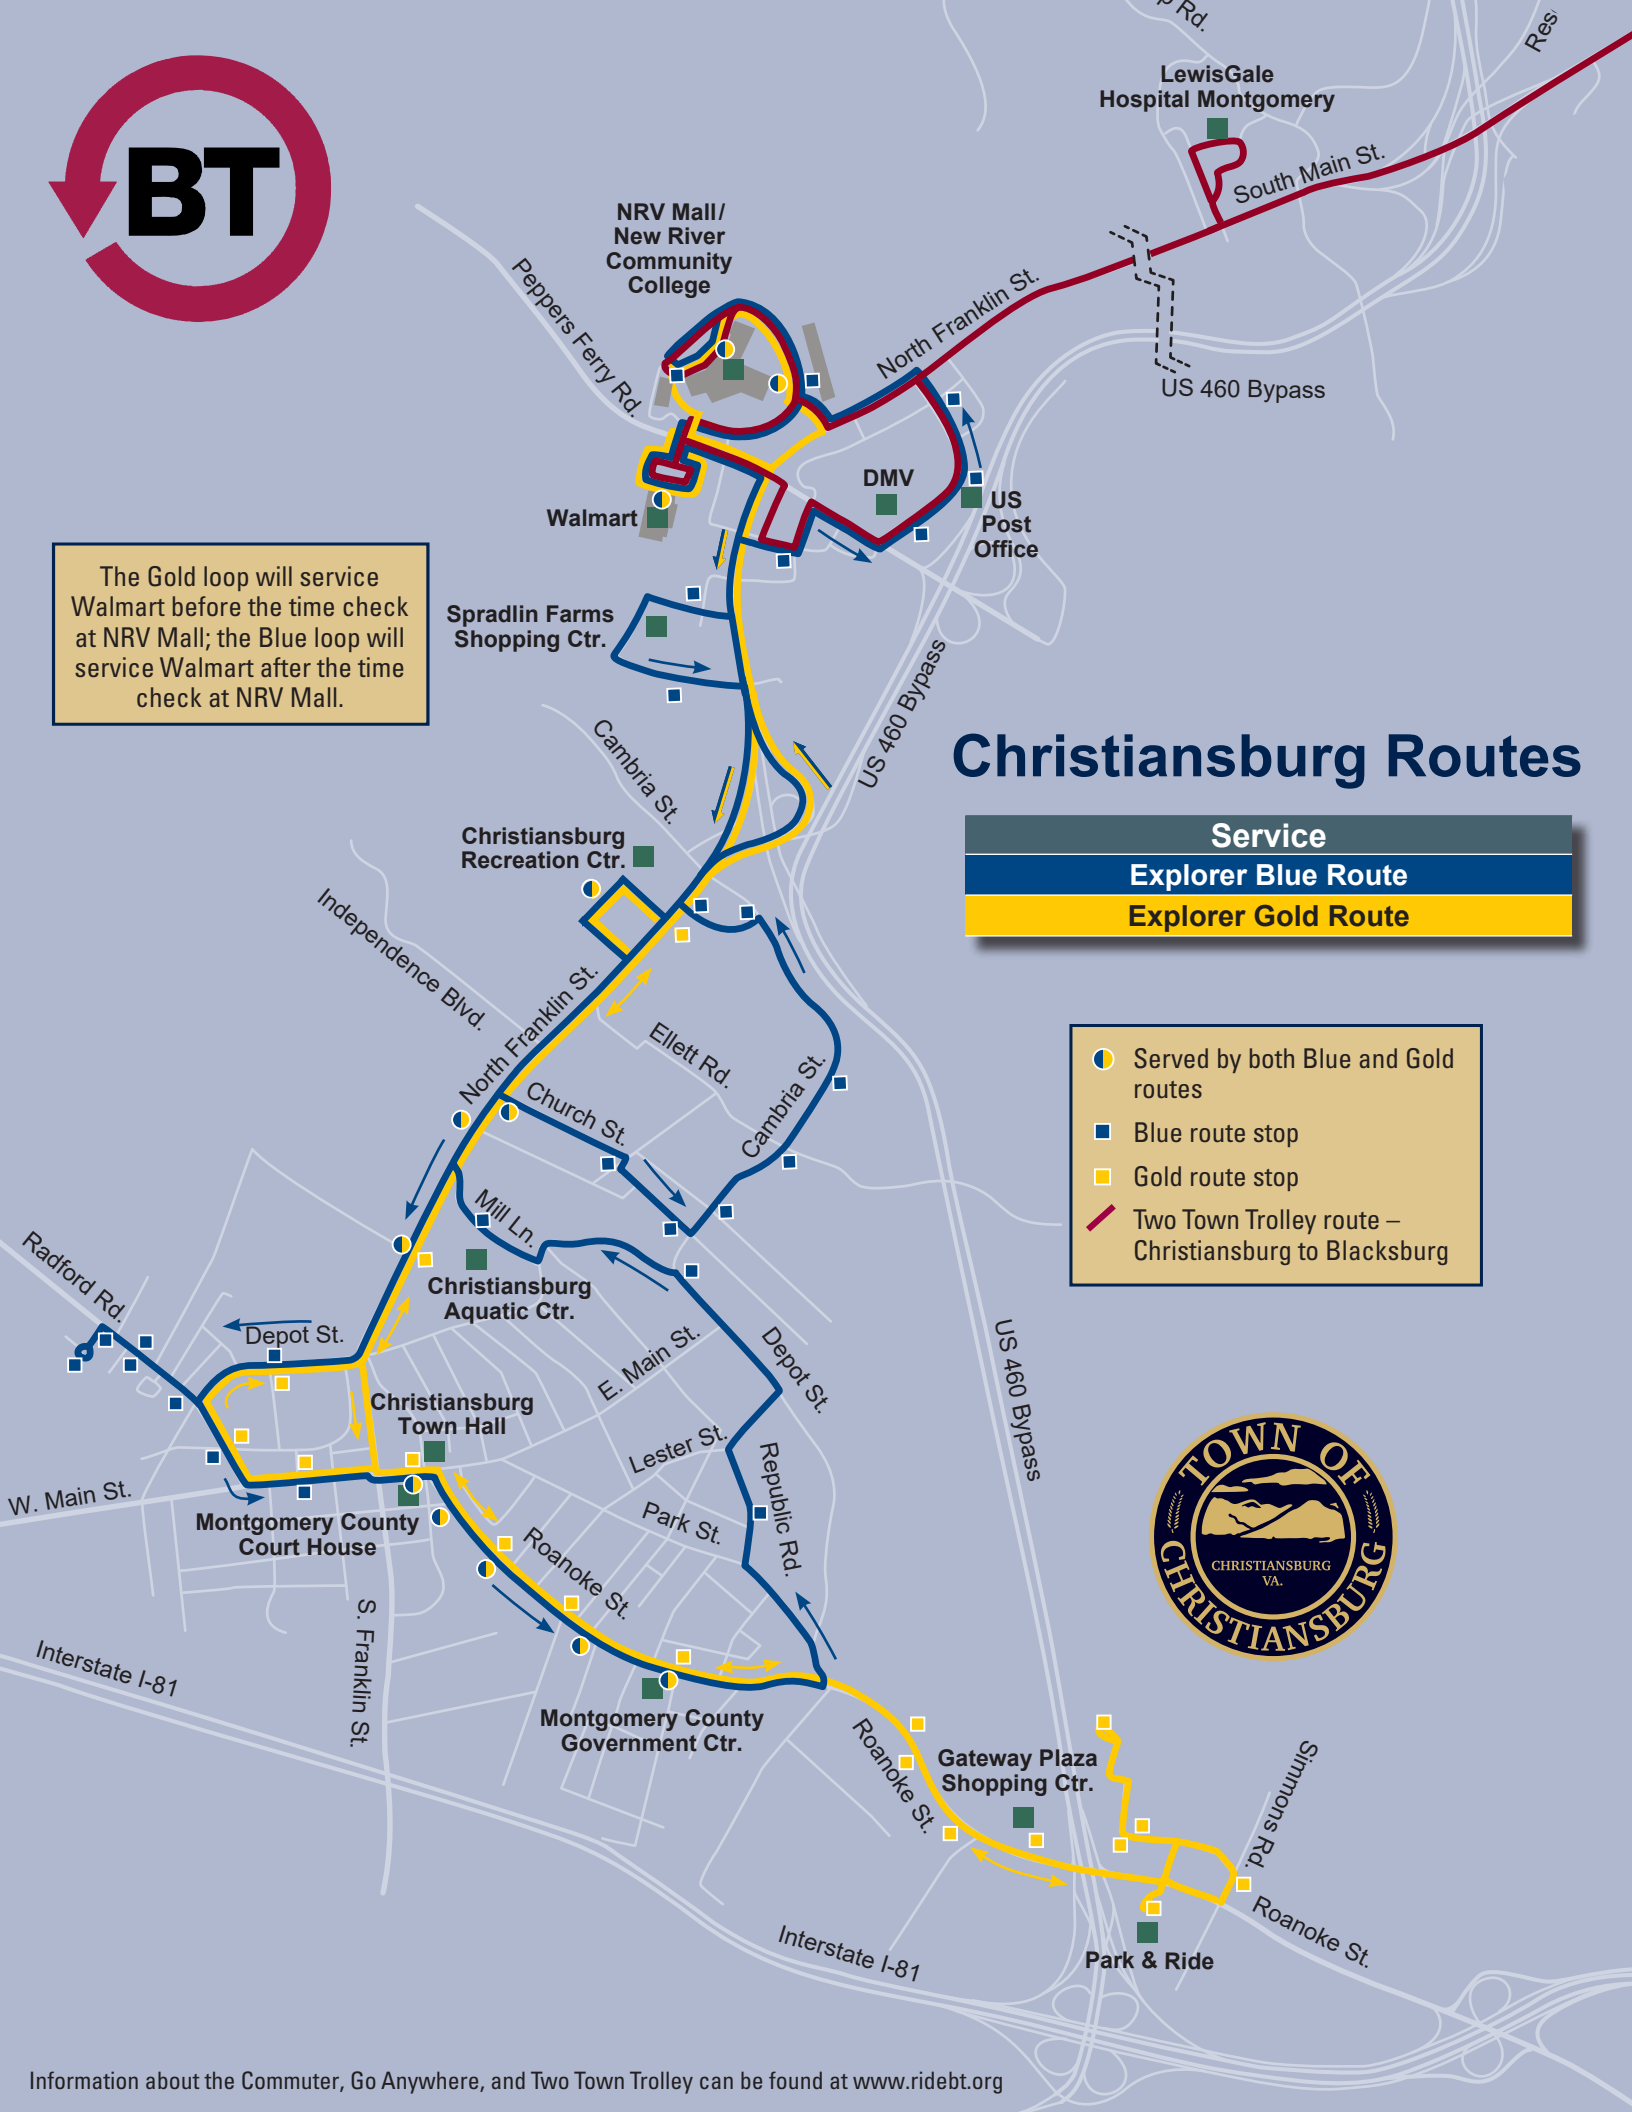 p Rd.
Res
LewisGale
Hospital Montgomery
South Main St.
BT
NRV Mall/
New River
Community
College
Peppers Ferry Rd.
North Franklin St.
US 460 Bypass
DMV
US
Post
Office
Walmart
The Gold loop will service
Walmart before the time check
at NRV Mall; the Blue loop will
service Walmart after the time
check at NRV Mall.
Spradlin Farms
Shopping Ctr.
US 460 Bypass
Cambria St.
Christiansburg Routes
Service
Explorer Blue Route
Explorer Gold Route
Christiansburg
Recreation Ctr.
Independence Blvd.
North Franklin St.
Ellett Rd.
Church St.
Cambria St.
Served by both Blue and Gold
routes
Blue route stop
Gold route stop
Two Town Trolley route –
Christiansburg to Blacksburg
Mill Ln.
Radford Rd.
Christiansburg
Aquatic Ctr.
Depot St.
E. Main St.
Depot St.
US 460 Bypass
Christiansburg
Town Hall
Lester St.
Republic Rd.
W. Main St.
Park St.
Montgomery County
Court House
Roanoke St.
TOWN OF
CHRISTIANSBURG
VA.
CHRISTIANSBURG
S. Franklin St.
Interstate I-81
Montgomery County
Government Ctr.
Roanoke St.
Gateway Plaza
Shopping Ctr.
Simmons Rd.
Roanoke St.
Interstate I-81
Park & Ride
Information about the Commuter, Go Anywhere, and Two Town Trolley can be found at www.ridebt.org